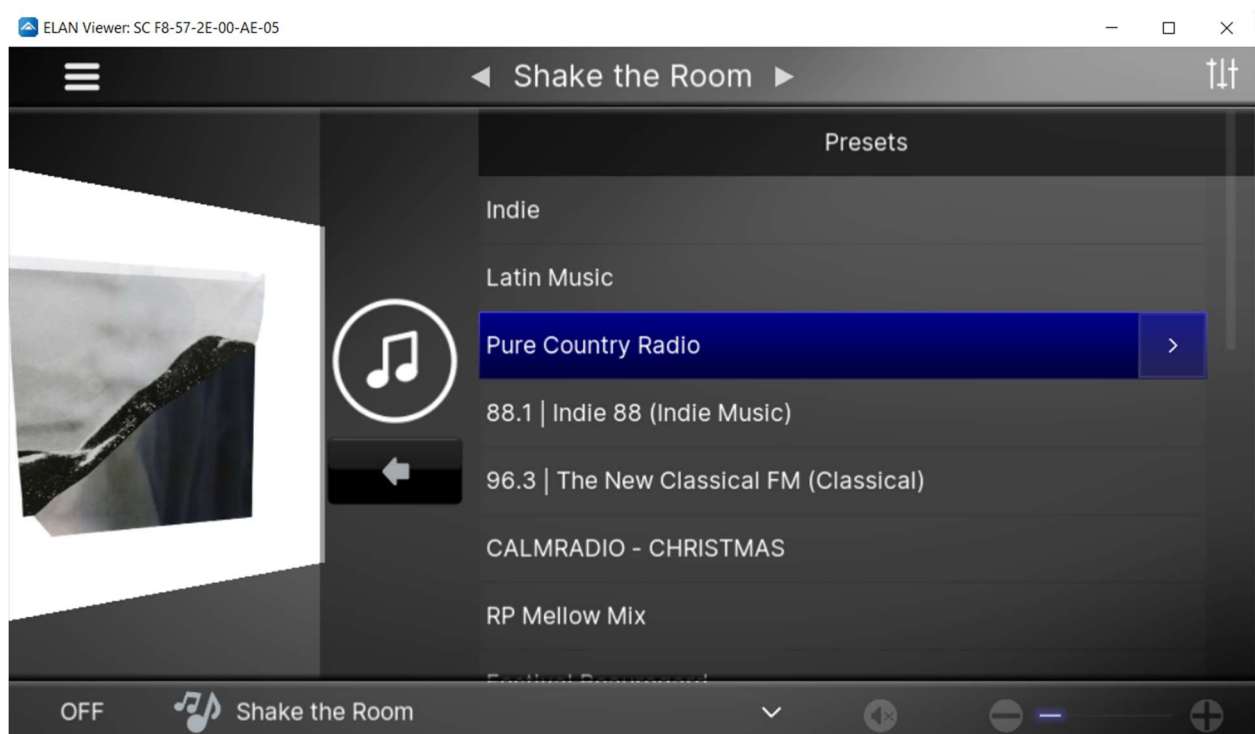 ELAN Viewer: SC F8-57-2E-00-AE-05
Shake the Room
Presets
Indie
Latin Music
Pure Country Radio
88.1 | Indie 88 (Indie Music)
96.3 | The New Classical FM (Classical)
CALMRADIO - CHRISTMAS
RP Mellow Mix
OFF
Shake the Room